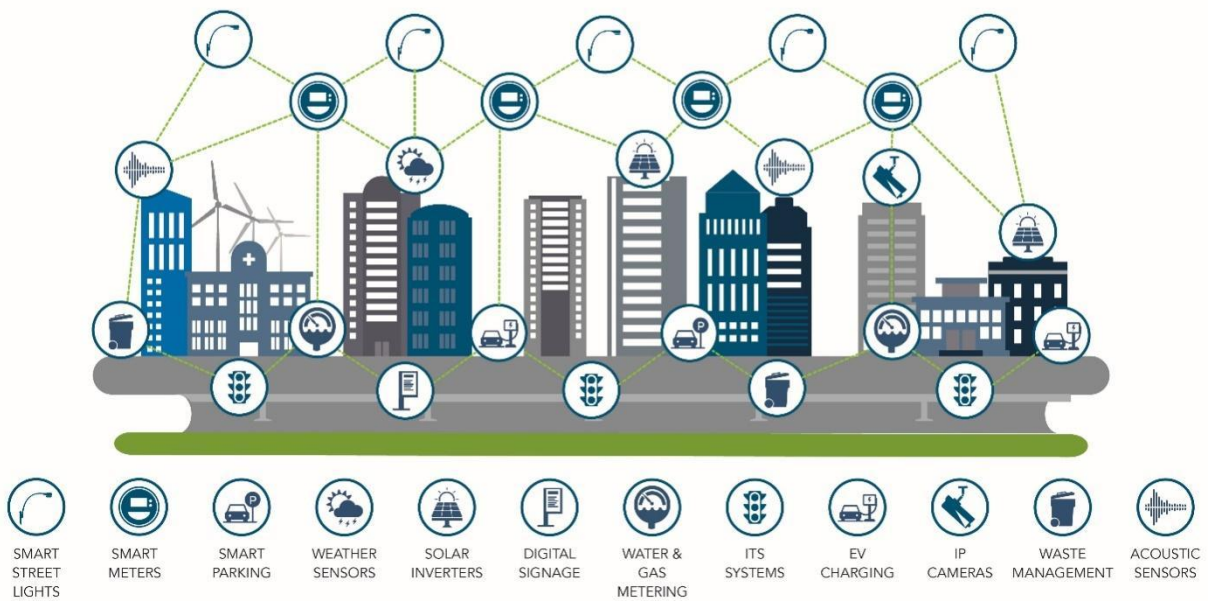 P
SMART
STREET
LIGHTS
SMART
METERS
P
SMART
PARKING
WEATHER
SENSORS
SOLAR
INVERTERS
DIGITAL
SIGNAGE
WATER &
GAS
METERING
ITS
SYSTEMS
EV
CHARGING
IP
CAMERAS
WASTE
MANAGEMENT
ACOUSTIC
SENSORS